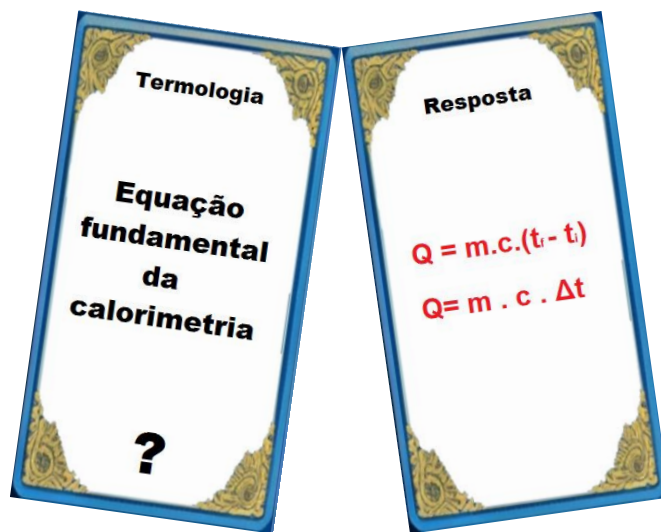 Termologia
Equação
fundamental
da
calorimetria
?
Resposta
Q = m.c.(tf - ti)
Q= m . c . Δt